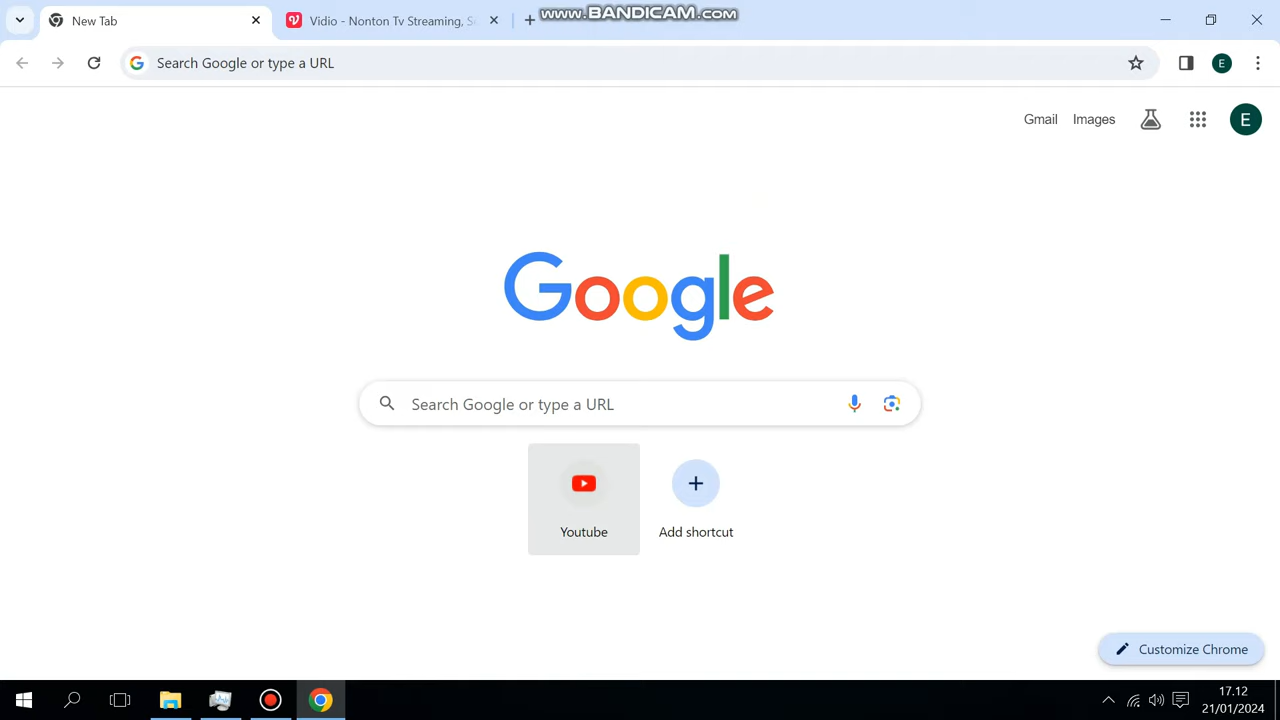 www.BANDICAM.com
New Tab
Vidio - Nonton Tv Streaming, S
Search Google or type a URL
E
Gmail
Images
E
Google
Search Google or type a URL
Youtube
Add shortcut
Customize Chrome
17.12
21/01/2024